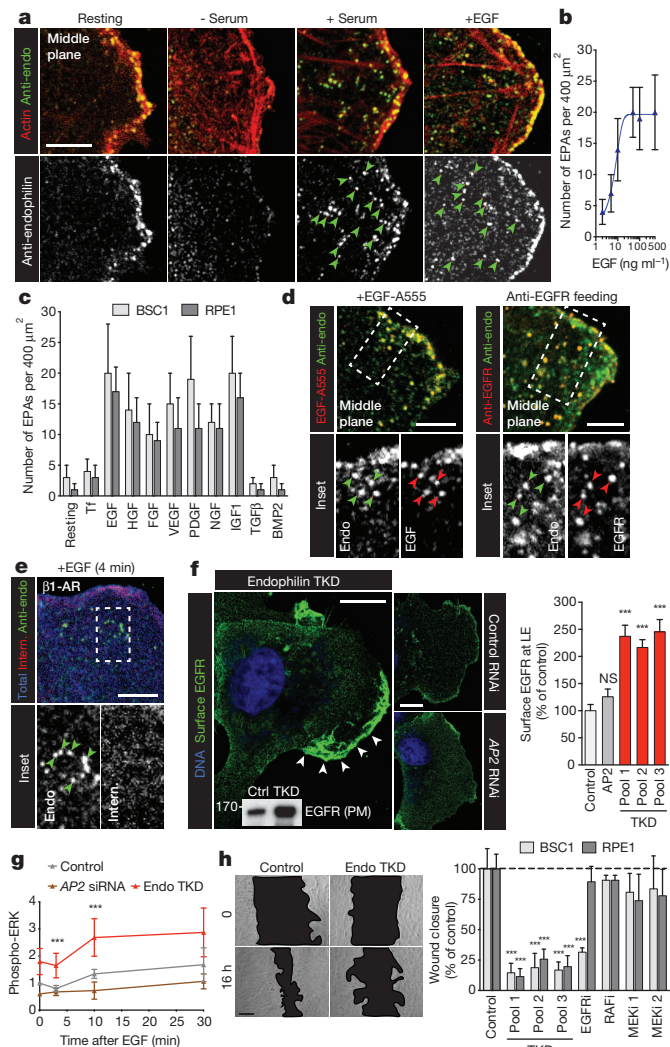 a
Resting
- Serum
+ Serum
+EGF
Middle
plane
Actin Anti-endo
Anti-endophilin
b
Number of EPAs per 400 μm²
30
25
20
15
10
5
0
1
10
100
500
EGF (ng ml⁻¹)
c
BSC1
RPE1
Number of EPAs per 400 μm²
30
25
20
15
10
5
0
Resting
Tf
EGF
HGF
FGF
VEGF
PDGF
NGF
IGF1
TGFβ
BMP2
d
+EGF-A555
Anti-EGFR feeding
EGF-A555 Anti-endo
Middle
plane
Anti-EGFR Anti-endo
Middle
plane
Inset
Endo
EGF
Inset
Endo
EGFR
e
+EGF (4 min)
β1-AR
Total Intern. Anti-endo
Inset
Endo
Intern.
f
Endophilin TKD
DNA Surface EGFR
Ctrl TKD
170
EGFR (PM)
Control RNAi
AP2 RNAi
Surface EGFR at LE
(% of control)
300
250
200
150
100
50
0
NS
***
***
***
Control
AP2
Pool 1
Pool 2
Pool 3
TKD
g
Control
AP2 siRNA
Endo TKD
Phospho-ERK
4
3
2
1
0
***
***
0
10
20
30
Time after EGF (min)
h
Control
Endo TKD
0
16 h
BSC1
RPE1
Wound closure
(% of control)
100
75
50
25
0
***
***
***
***
***
***
***
Control
Pool 1
Pool 2
Pool 3
EGFRi
RAFi
MEKi 1
MEKi 2
TKD